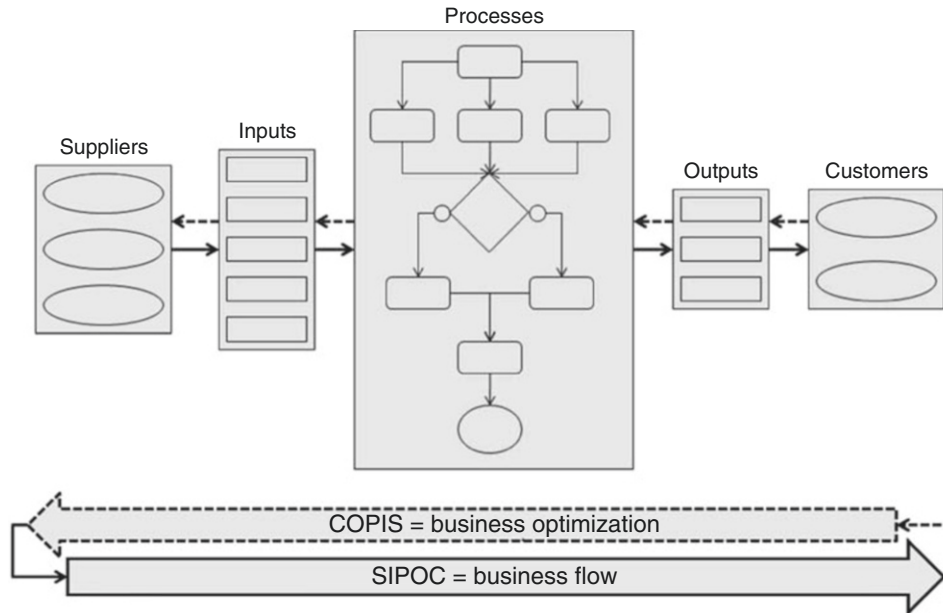 Processes
Suppliers
Inputs
Outputs
Customers
COPIS = business optimization
SIPOC = business flow